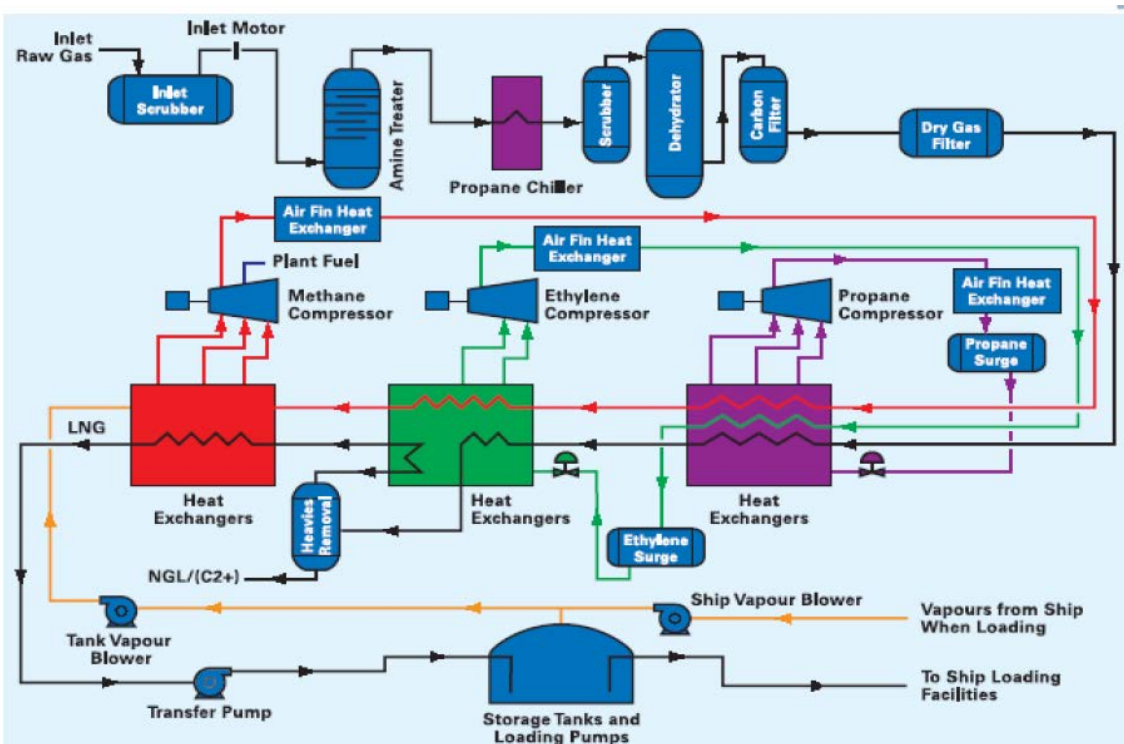 Inlet
Raw Gas
Inlet Motor
Inlet
Scrubber
Amine Treater
Propane Chiller
Scrubber
Dehydrator
Carbon
Filter
Dry Gas
Filter
Air Fin Heat
Exchanger
Plant Fuel
Methane
Compressor
Air Fin Heat
Exchanger
Ethylene
Compressor
Propane
Compressor
Air Fin Heat
Exchanger
Propane
Surge
LNG
Heat
Exchangers
Heavies
Removal
Heat
Exchangers
Heat
Exchangers
Ethylene
Surge
NGL/(C2+)
Tank Vapour
Blower
Ship Vapour Blower
Vapours from Ship
When Loading
Transfer Pump
Storage Tanks and
Loading Pumps
To Ship Loading
Facilities